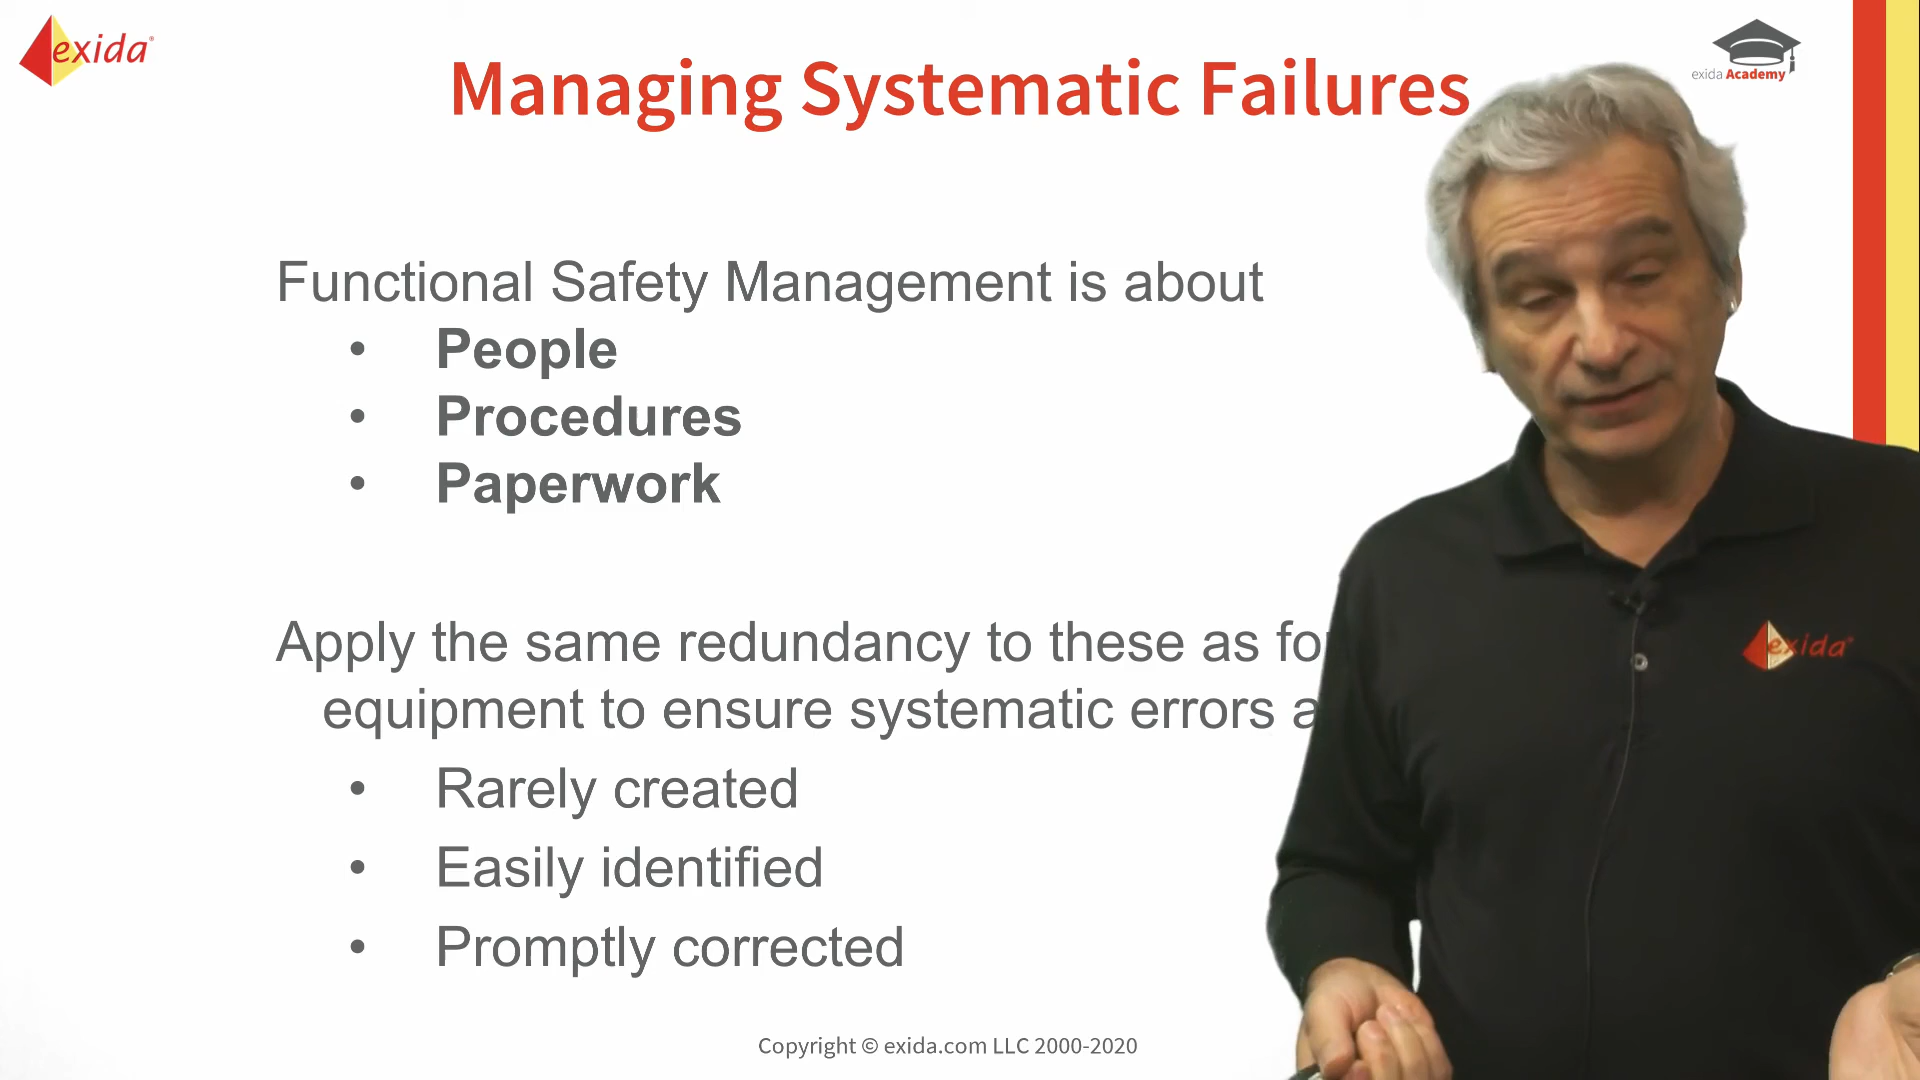 exida
exida Academy
Managing Systematic Failures
Functional Safety Management is about
• People
• Procedures
• Paperwork
Apply the same redundancy to these as
equipment to ensure systematic errors
• Rarely created
• Easily identified
• Promptly corrected
exida
Copyright © exida.com LLC 2000-2020